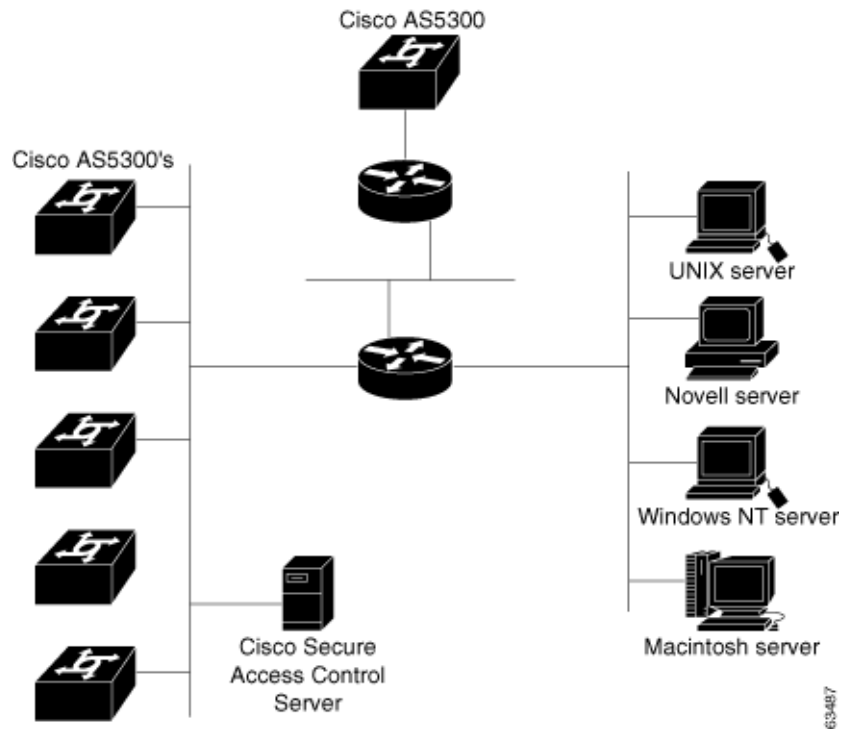 Cisco AS5300
Cisco AS5300's
UNIX server
Novell server
Windows NT server
Macintosh server
Cisco Secure
Access Control
Server
63487